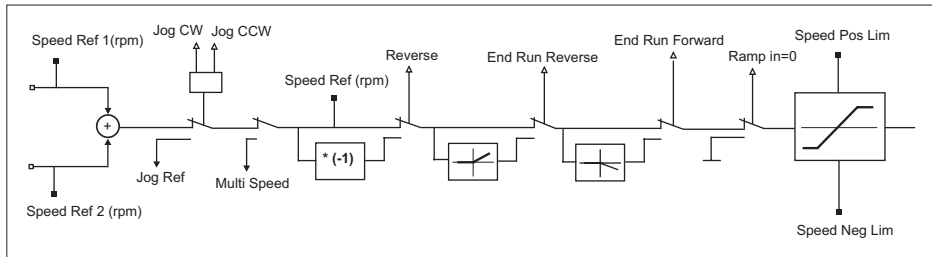 Jog CW
Jog CCW
Speed Ref 1(rpm)
Speed Ref (rpm)
Reverse
End Run Reverse
End Run Forward
Ramp in=0
Speed Pos Lim
+
* (-1)
Jog Ref
Multi Speed
Speed Ref 2 (rpm)
Speed Neg Lim